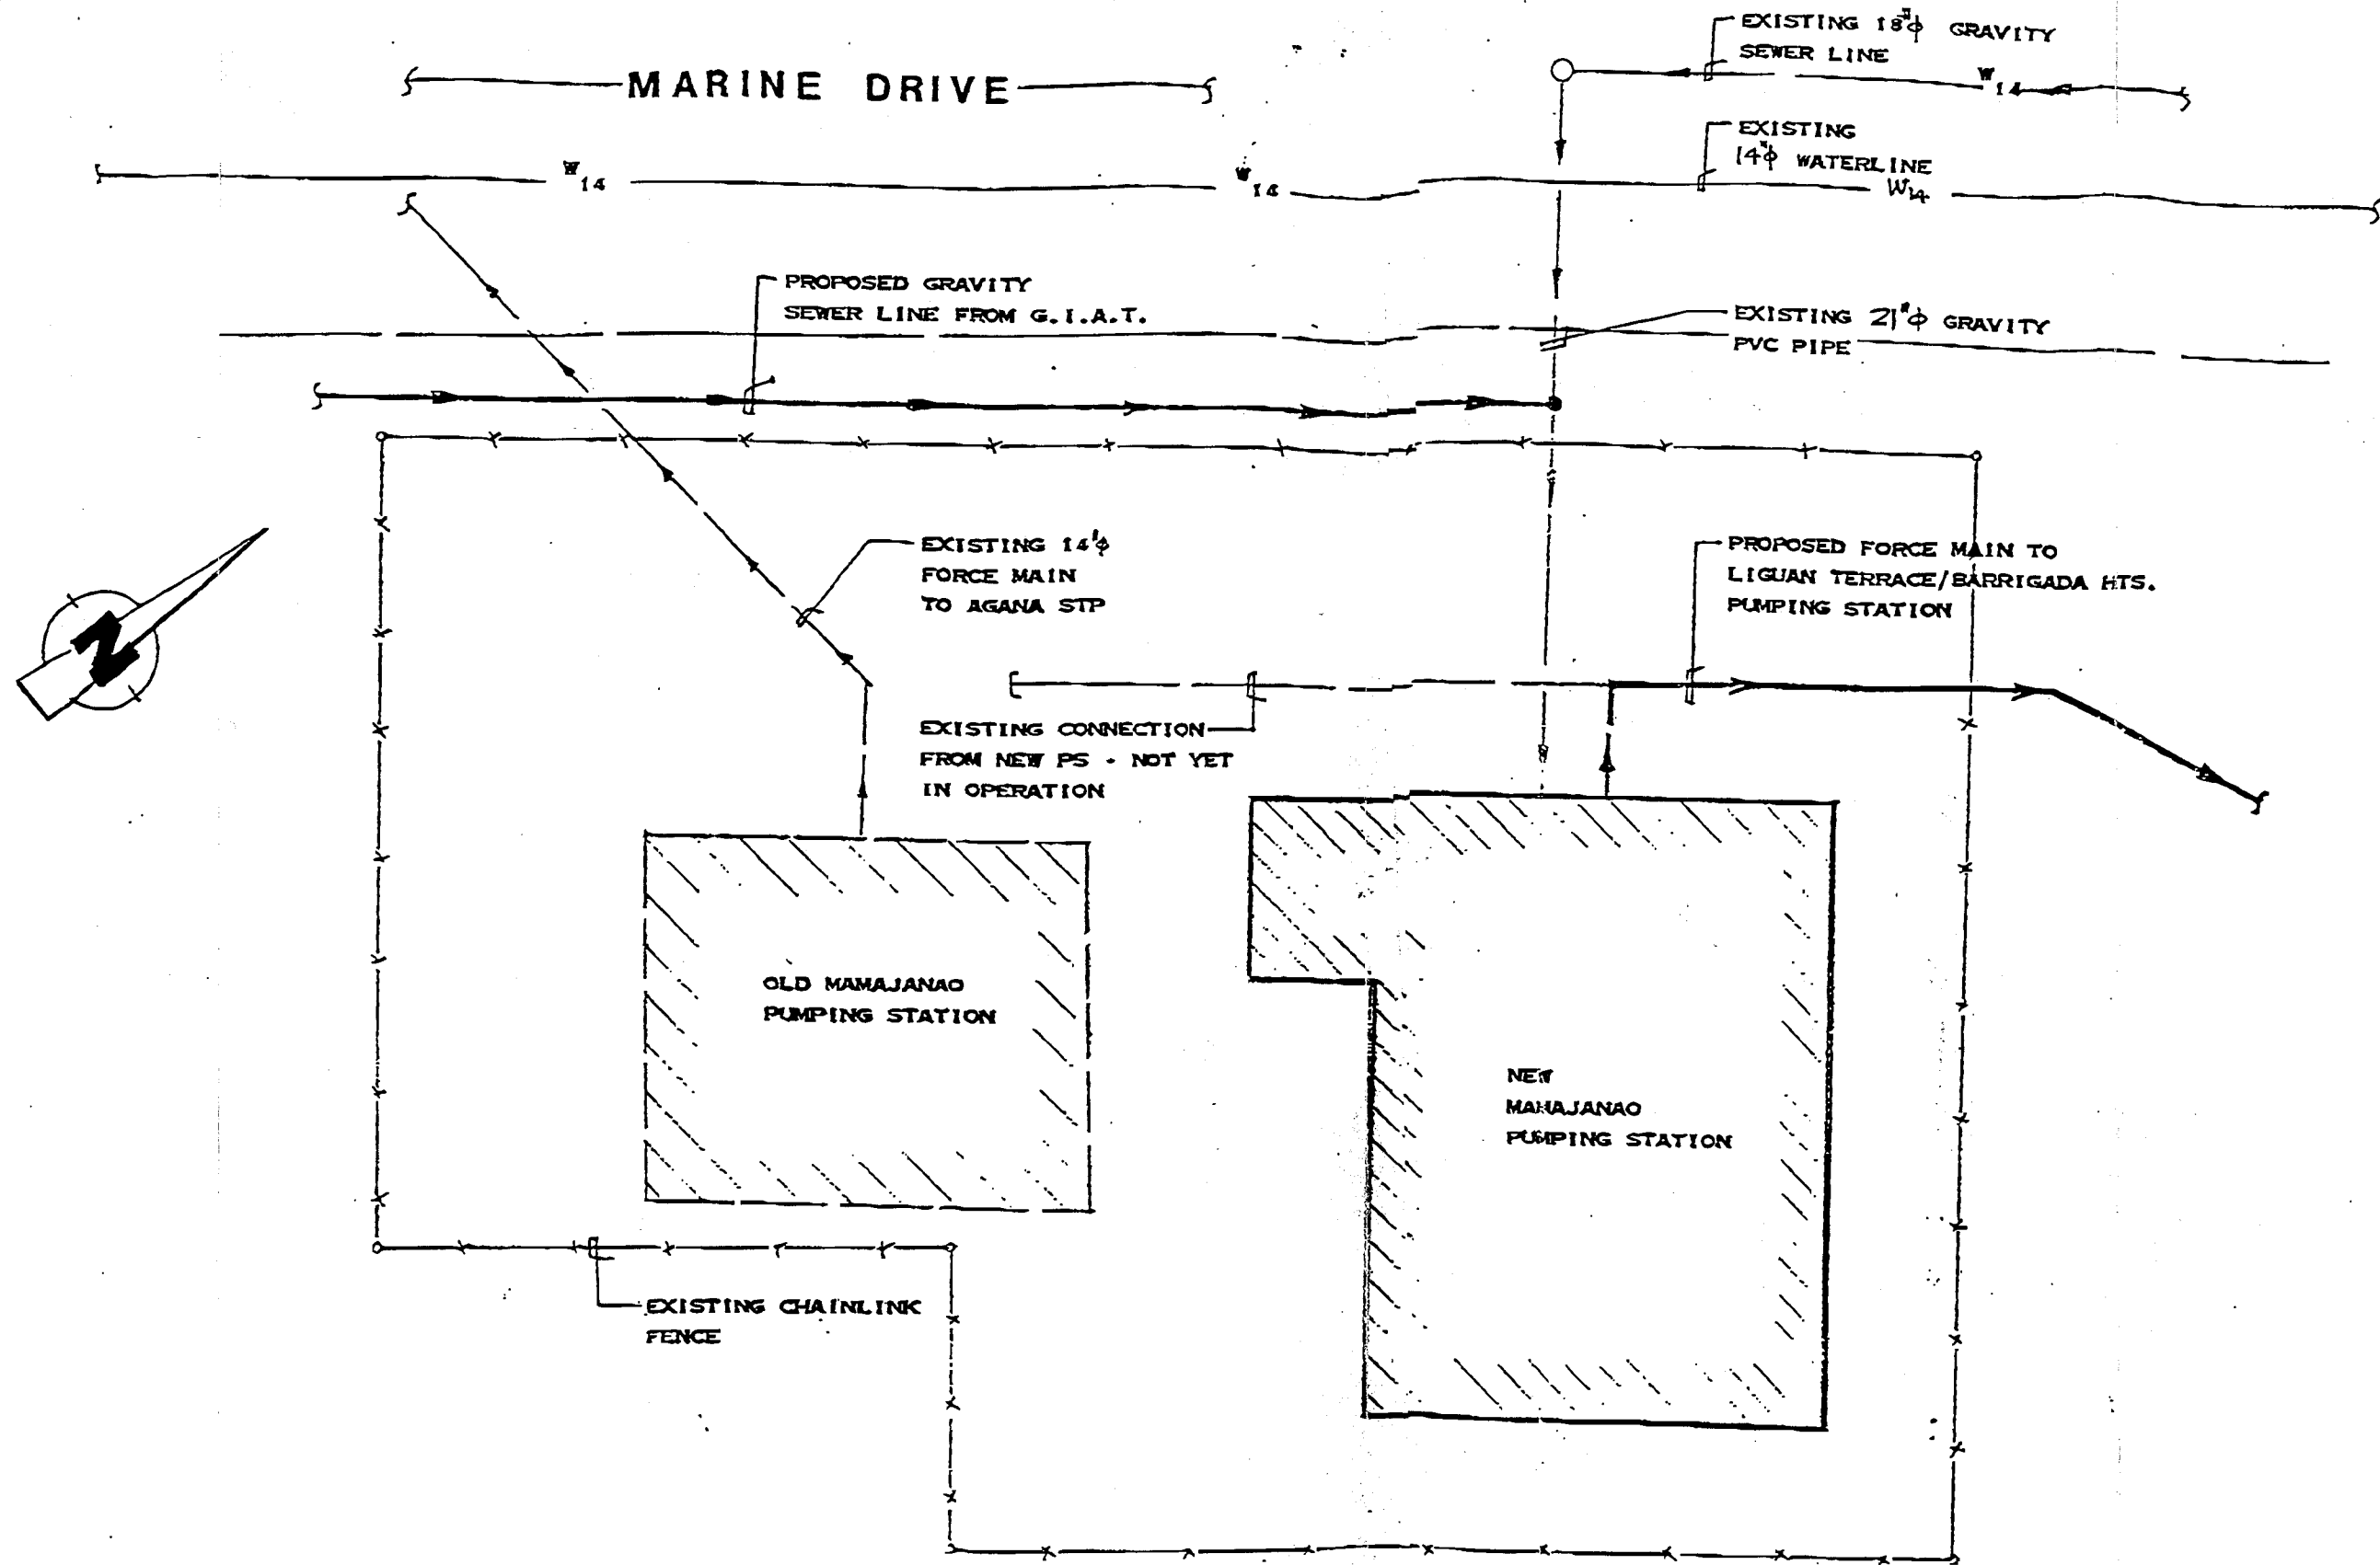 EXISTING 18"φ GRAVITY
SEWER LINE
MARINE DRIVE
W14
EXISTING
14"φ WATERLINE
W14
W14
W14
PROPOSED GRAVITY
SEWER LINE FROM G.I.A.T.
EXISTING 21"φ GRAVITY
PVC PIPE
EXISTING 14"φ
FORCE MAIN
TO AGANA STP
PROPOSED FORCE MAIN TO
LIGUAN TERRACE/BARRIGADA HTS.
PUMPING STATION
N
EXISTING CONNECTION
FROM NEW PS - NOT YET
IN OPERATION
OLD MAMAJANAO
PUMPING STATION
NEW
MAMAJANAO
PUMPING STATION
EXISTING CHAINLINK
FENCE